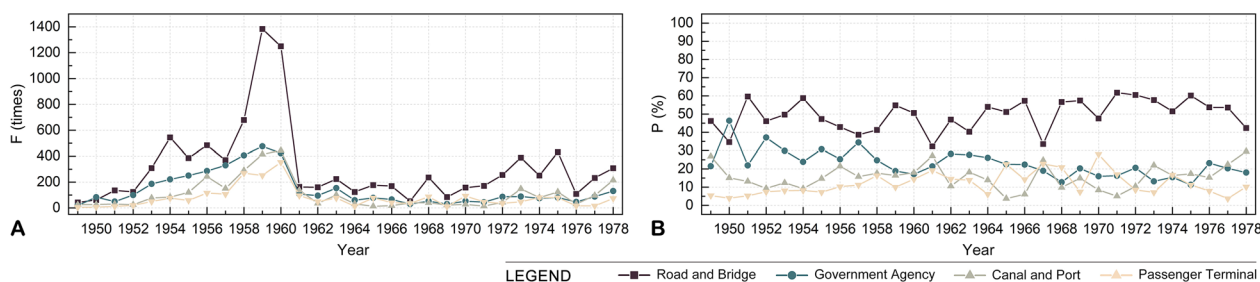 F (times)
1400
1200
1000
800
600
400
200
0
1950 1952 1954 1956 1958 1960 1962 1964 1966 1968 1970 1972 1974 1976 1978
Year
A
P (%)
100
90
80
70
60
50
40
30
20
10
0
1950 1952 1954 1956 1958 1960 1962 1964 1966 1968 1970 1972 1974 1976 1978
Year
B
LEGEND Road and Bridge Government Agency Canal and Port Passenger Terminal